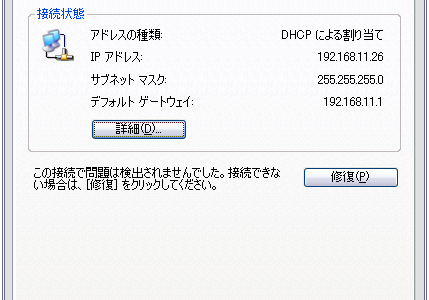 接続状態
アドレスの種類: DHCP による割り当て
IP アドレス: 192.168.11.26
サブネット マスク: 255.255.255.0
デフォルト ゲートウェイ: 192.168.11.1
詳細(D)...
この接続で問題は検出されませんでした。接続できな
い場合は、[修復] をクリックしてください。
修復(P)